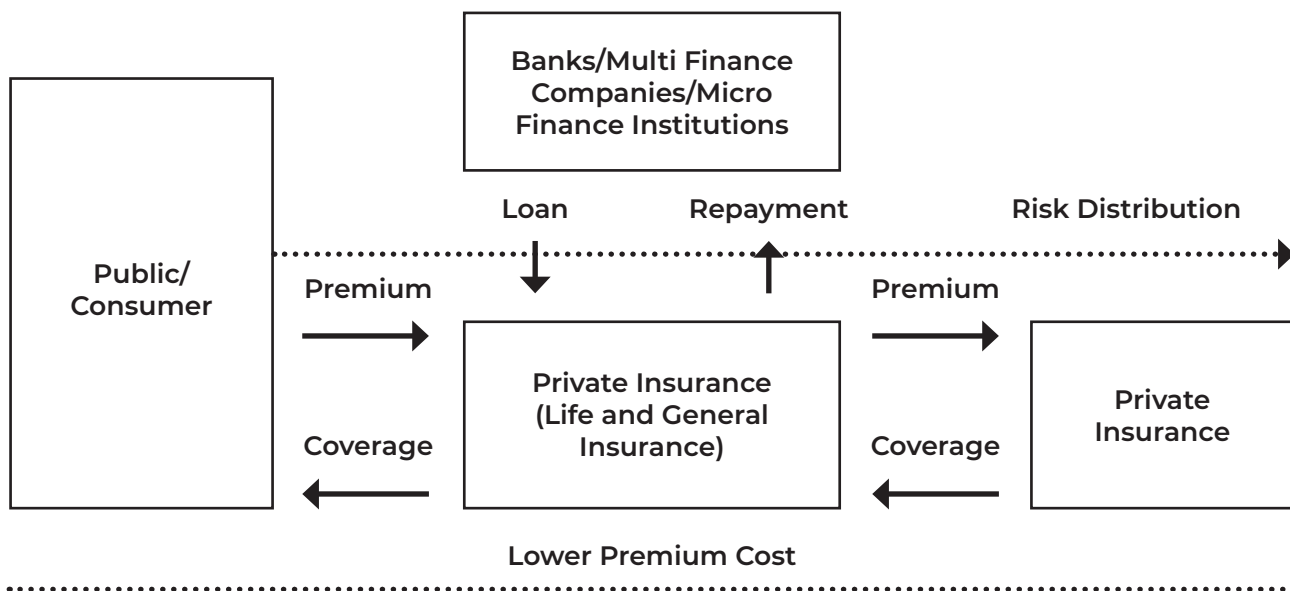 Banks/Multi Finance
Companies/Micro
Finance Institutions
Loan
Repayment
Risk Distribution
Public/
Consumer
Premium
Premium
Private Insurance
(Life and General
Insurance)
Private
Insurance
Coverage
Coverage
Lower Premium Cost